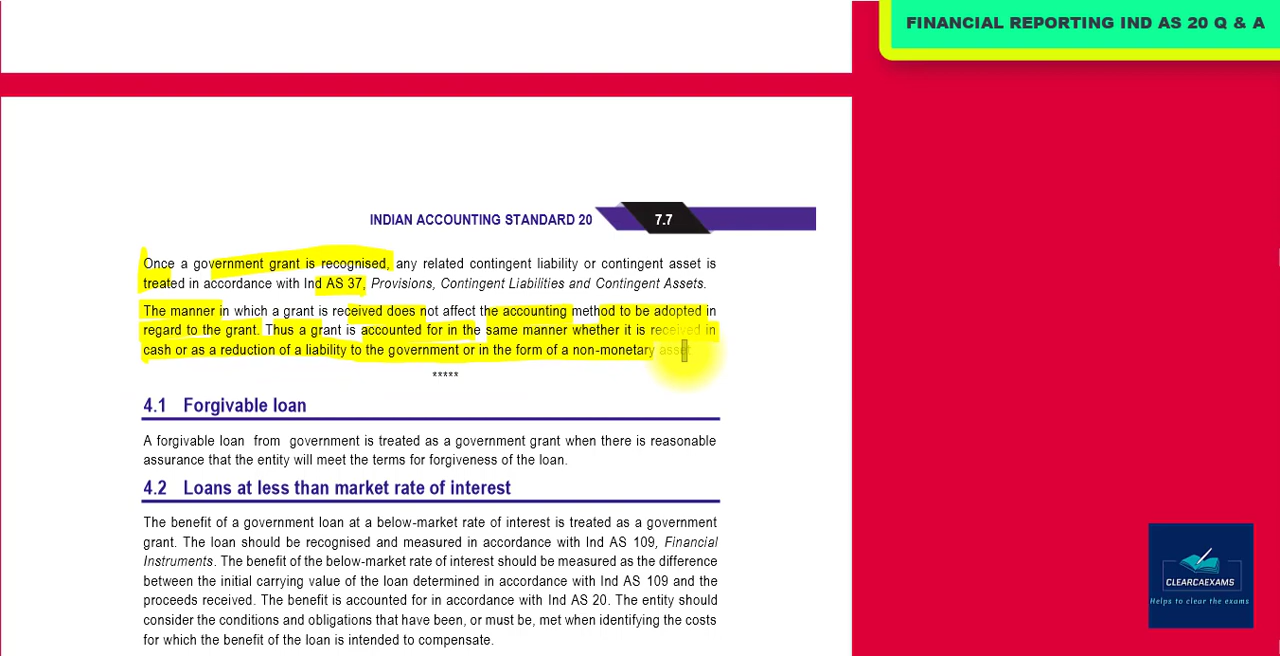 FINANCIAL REPORTING IND AS 20 Q & A
INDIAN ACCOUNTING STANDARD 20
7.7
Once a government grant is recognised, any related contingent liability or contingent asset is
treated in accordance with Ind AS 37, Provisions, Contingent Liabilities and Contingent Assets.
The manner in which a grant is received does not affect the accounting method to be adopted in
regard to the grant. Thus a grant is accounted for in the same manner whether it is received in
cash or as a reduction of a liability to the government or in the form of a non-monetary asset
*****
4.1 Forgivable loan
A forgivable loan from government is treated as a government grant when there is reasonable
assurance that the entity will meet the terms for forgiveness of the loan.
4.2 Loans at less than market rate of interest
The benefit of a government loan at a below-market rate of interest is treated as a government
grant. The loan should be recognised and measured in accordance with Ind AS 109, Financial
Instruments. The benefit of the below-market rate of interest should be measured as the difference
between the initial carrying value of the loan determined in accordance with Ind AS 109 and the
proceeds received. The benefit is accounted for in accordance with Ind AS 20. The entity should
consider the conditions and obligations that have been, or must be, met when identifying the costs
for which the benefit of the loan is intended to compensate.
CLEARCAEXAMS
Helps to clear the exams